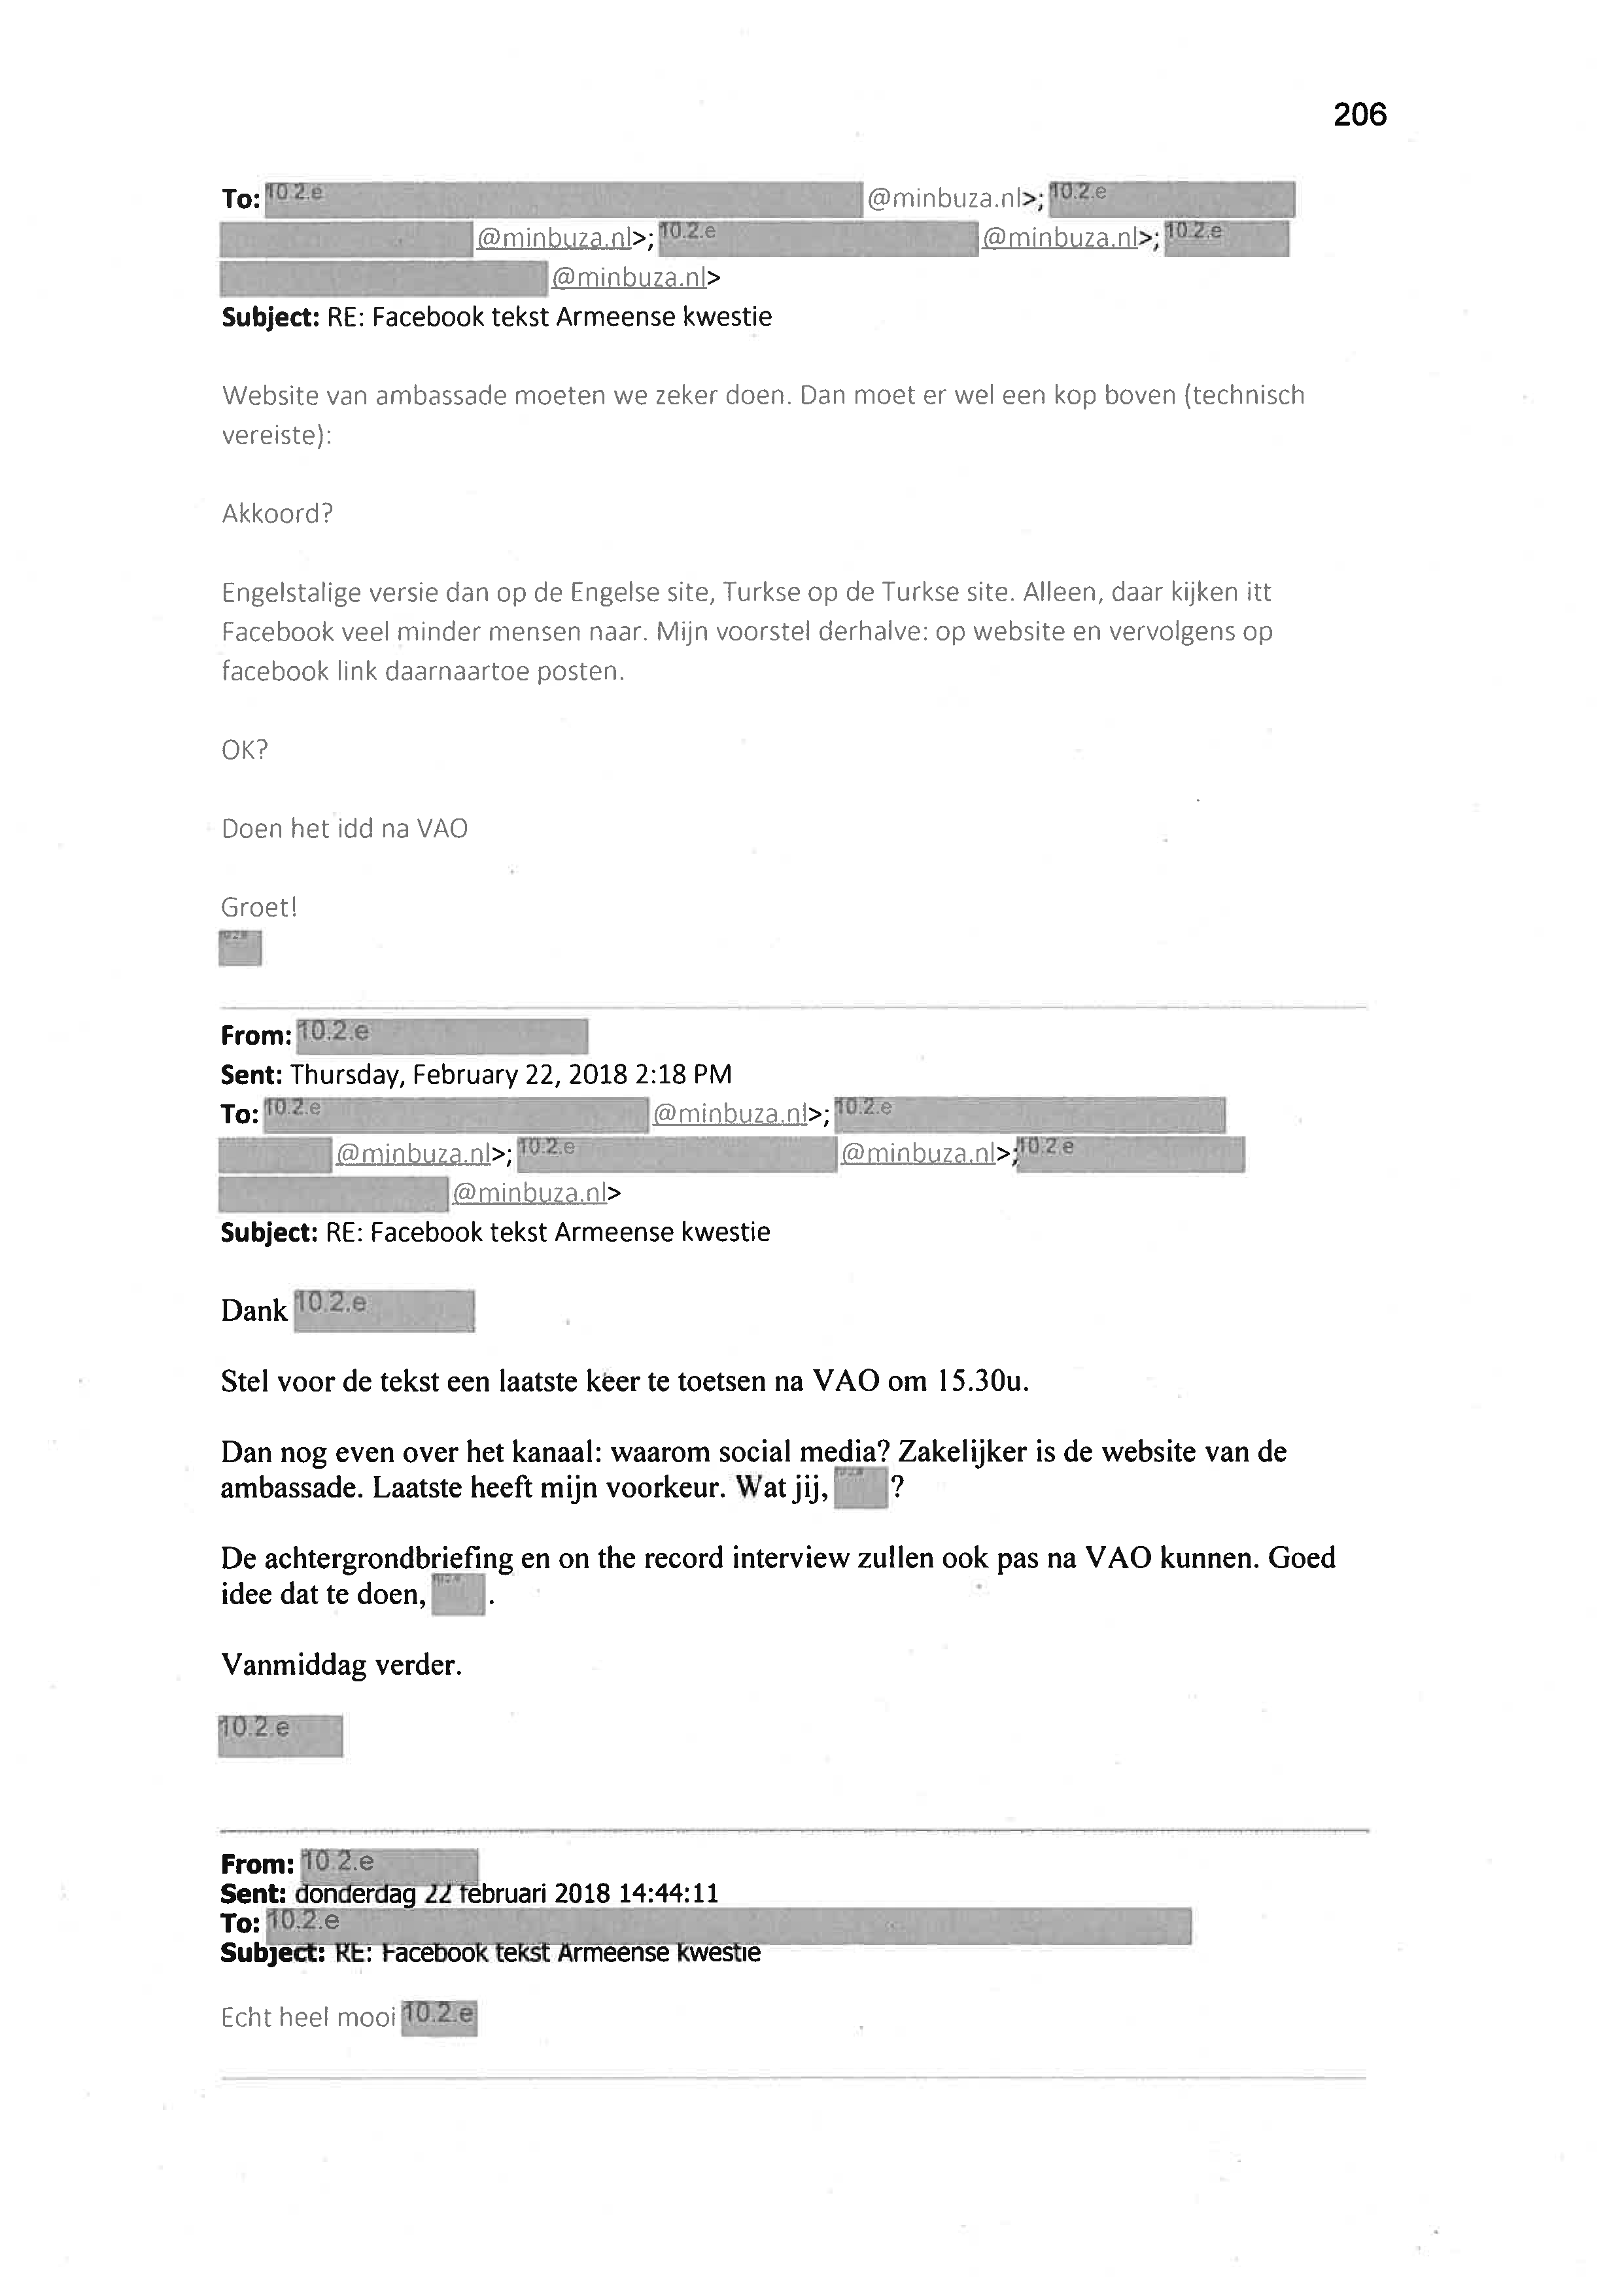 206
To: 10.2.e @minbuza.nl>; 10.2.e
@minbuza.nl>; 10.2.e @minbuza.nl>; 10.2.e
@minbuza.nl>
Subject: RE: Facebook tekst Armeense kwestie
Website van ambassade moeten we zeker doen. Dan moet er wel een kop boven (technisch
vereiste):
Akkoord?
Engelstalige versie dan op de Engelse site, Turkse op de Turkse site. Alleen, daar kijken itt
Facebook veel minder mensen naar. Mijn voorstel derhalve: op website en vervolgens op
facebook link daarnaartoe posten.
OK?
Doen het idd na VAO
Groet!
From: 10.2.e
Sent: Thursday, February 22, 2018 2:18 PM
To: 10.2.e @minbuza.nl>; 10.2.e
@minbuza.nl>; 10.2.e @minbuza.nl>; 10.2.e
@minbuza.nl>
Subject: RE: Facebook tekst Armeense kwestie
Dank 10.2.e
Stel voor de tekst een laatste keer te toetsen na VAO om 15.30u.
Dan nog even over het kanaal: waarom social media? Zakelijker is de website van de
ambassade. Laatste heeft mijn voorkeur. Wat jij, ?
De achtergrondbriefing en on the record interview zullen ook pas na VAO kunnen. Goed
idee dat te doen, .
Vanmiddag verder.
10.2.e
From: 10.2.e
Sent: donderdag 22 februari 2018 14:44:11
To: 10.2.e
Subject: RE: Facebook tekst Armeense kwestie
Echt heel mooi 10.2.e